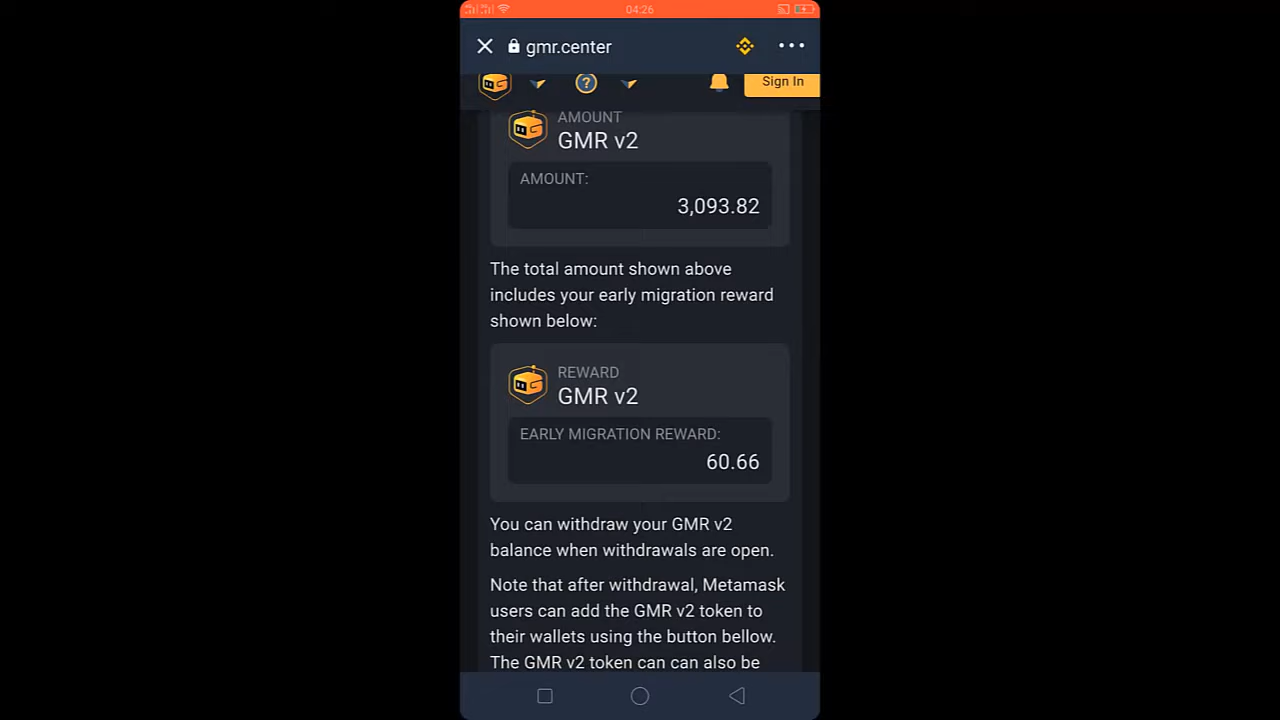 04:26
gmr.center
Sign In
AMOUNT
GMR v2
AMOUNT:
3,093.82
The total amount shown above
includes your early migration reward
shown below:
REWARD
GMR v2
EARLY MIGRATION REWARD:
60.66
You can withdraw your GMR v2
balance when withdrawals are open.
Note that after withdrawal, Metamask
users can add the GMR v2 token to
their wallets using the button bellow.
The GMR v2 token can can also be